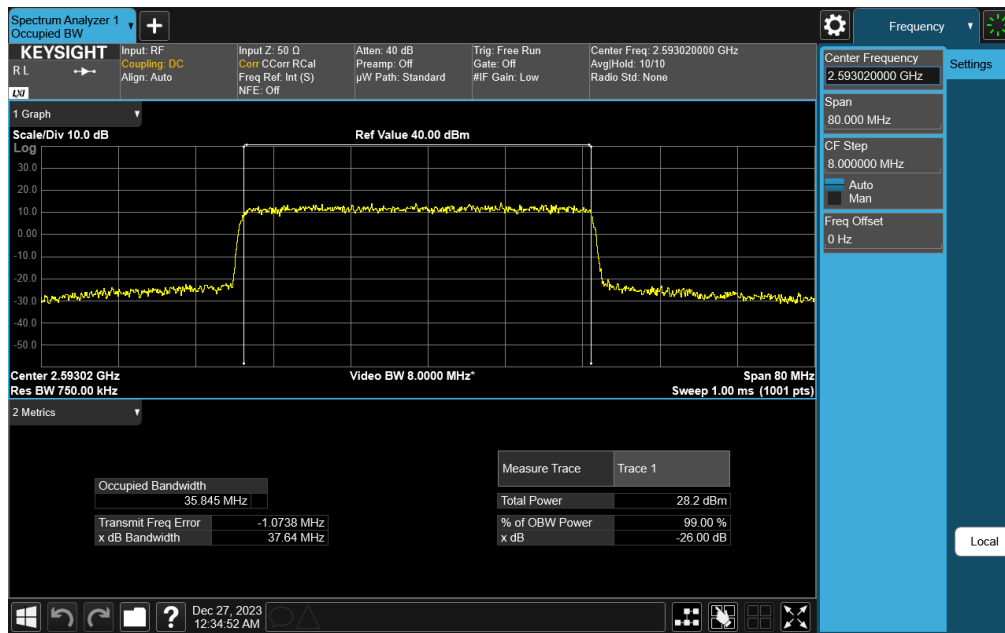 Spectrum Analyzer 1
Occupied BW
Frequency
KEYSIGHT
R L
LXI
Input: RF
Coupling: DC
Align: Auto
Input Z: 50 Ω
Corr CCorr RCal
Freq Ref: Int (S)
NFE: Off
Atten: 40 dB
Preamp: Off
µW Path: Standard
Trig: Free Run
Gate: Off
#IF Gain: Low
Center Freq: 2.593020000 GHz
Avg|Hold: 10/10
Radio Std: None
Center Frequency
2.593020000 GHz
Settings
Span
80.000 MHz
CF Step
8.000000 MHz
Auto
Man
Freq Offset
0 Hz
Local
1 Graph
Scale/Div 10.0 dB
Ref Value 40.00 dBm
Log
30.0
20.0
10.0
0.00
-10.0
-20.0
-30.0
-40.0
-50.0
Center 2.59302 GHz
Video BW 8.0000 MHz*
Span 80 MHz
Res BW 750.00 kHz
Sweep 1.00 ms (1001 pts)
2 Metrics
Occupied Bandwidth
35.845 MHz
Transmit Freq Error -1.0738 MHz
x dB Bandwidth 37.64 MHz
Measure Trace Trace 1
Total Power 28.2 dBm
% of OBW Power 99.00 %
x dB -26.00 dB
?
Dec 27, 2023
12:34:52 AM